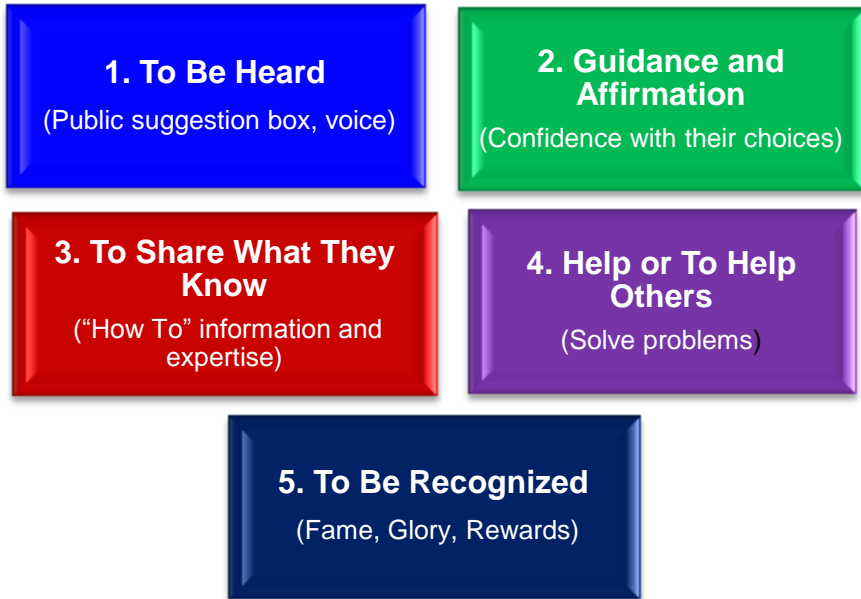 1. To Be Heard
(Public suggestion box, voice)
2. Guidance and
Affirmation
(Confidence with their choices)
3. To Share What They
Know
(“How To” information and
expertise)
4. Help or To Help
Others
(Solve problems)
5. To Be Recognized
(Fame, Glory, Rewards)